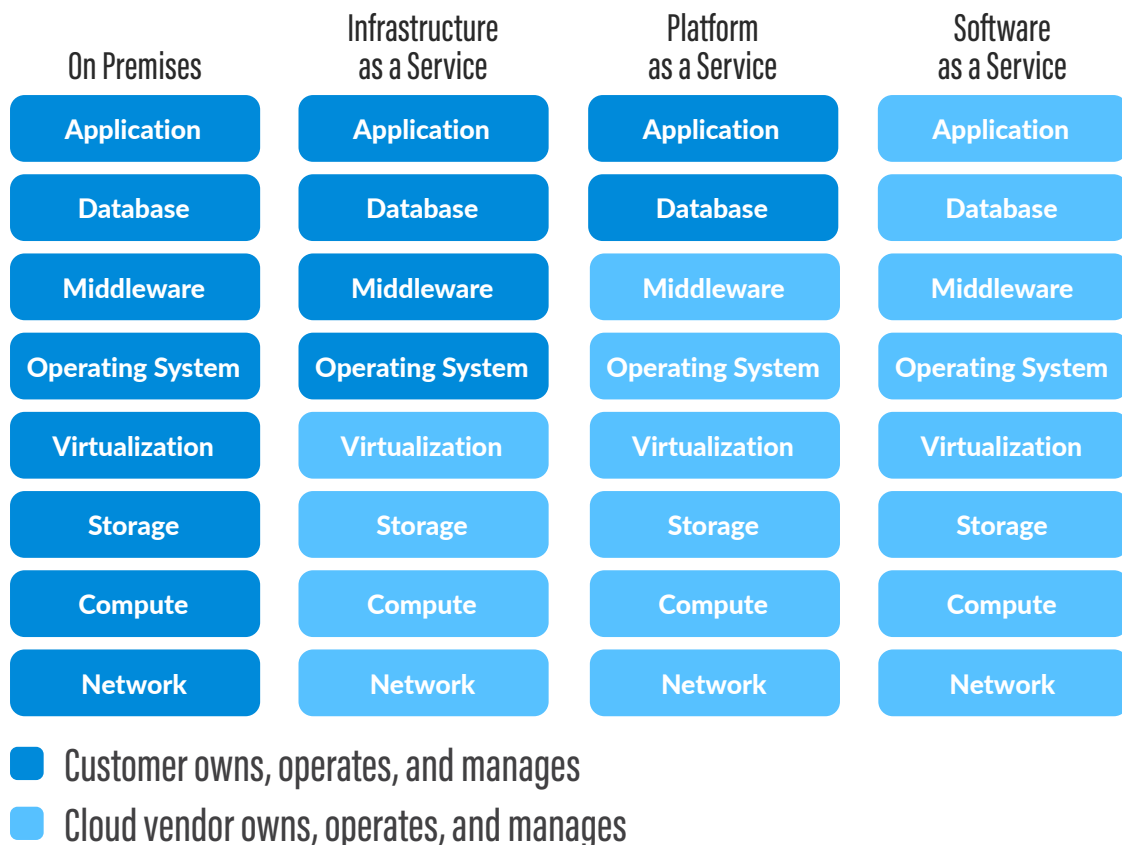 On Premises
Infrastructure
as a Service
Platform
as a Service
Software
as a Service
Application
Application
Application
Application
Database
Database
Database
Database
Middleware
Middleware
Middleware
Middleware
Operating System
Operating System
Operating System
Operating System
Virtualization
Virtualization
Virtualization
Virtualization
Storage
Storage
Storage
Storage
Compute
Compute
Compute
Compute
Network
Network
Network
Network
Customer owns, operates, and manages
Cloud vendor owns, operates, and manages